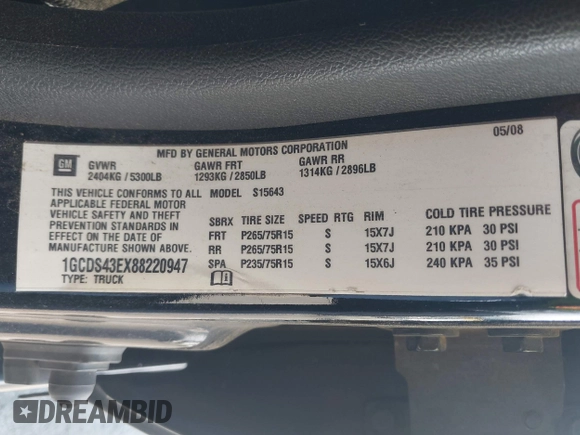 05/08
MFD BY GENERAL MOTORS CORPORATION
GM GVWR GAWR FRT GAWR RR
2404KG / 5300LB 1293KG / 2850LB 1314KG / 2896LB
THIS VEHICLE CONFORMS TO ALL MODEL S15643
APPLICABLE FEDERAL MOTOR
VEHICLE SAFETY AND THEFT
PREVENTION STANDARDS IN
EFFECT ON THE DATE OF
MANUFACTURE SHOWN ABOVE.
1GCDS43EX88220947
TYPE: TRUCK
SBRX TIRE SIZE SPEED RTG RIM COLD TIRE PRESSURE
FRT P265/75R15 S 15X7J 210 KPA 30 PSI
RR P265/75R15 S 15X7J 210 KPA 30 PSI
SPA P235/75R15 S 15X6J 240 KPA 35 PSI
DREAMBID